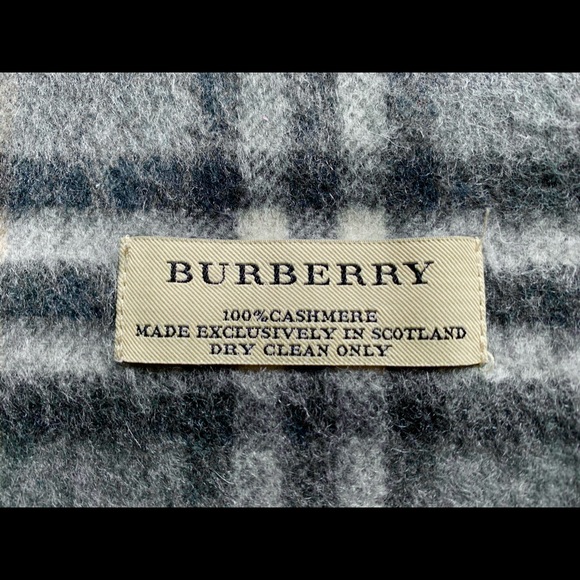 BURBERRY
100%CASHMERE
MADE EXCLUSIVELY IN SCOTLAND
DRY CLEAN ONLY